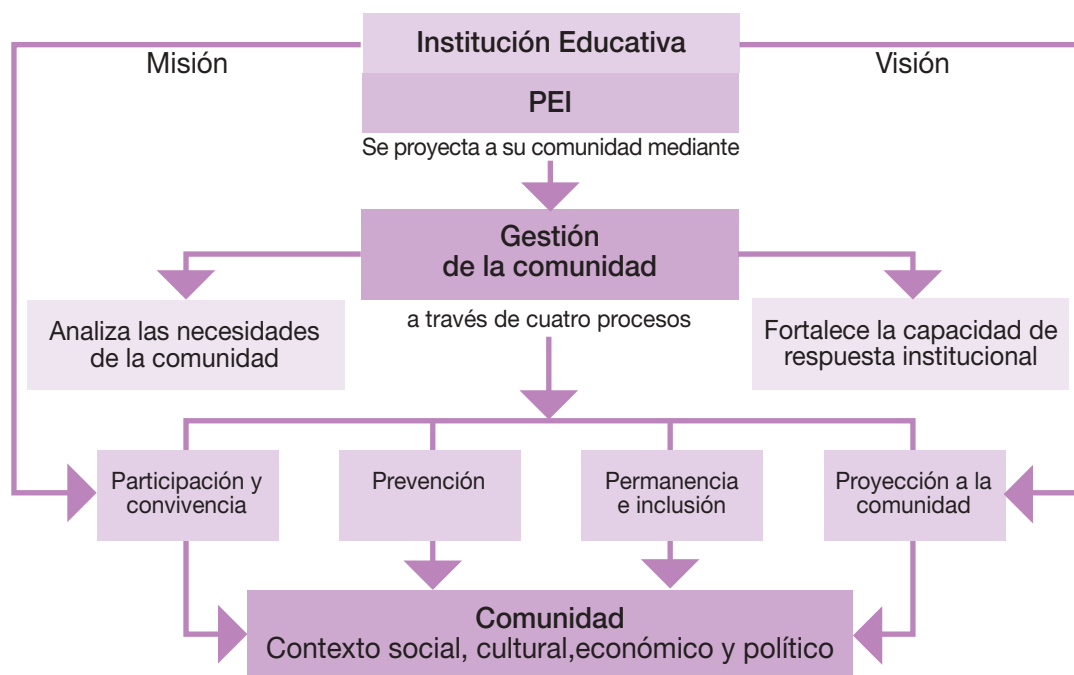 Institución Educativa
Misión
Visión
PEI
Se proyecta a su comunidad mediante
Gestión
de la comunidad
Analiza las necesidades
de la comunidad
a través de cuatro procesos
Fortalece la capacidad de
respuesta institucional
Participación y
convivencia
Prevención
Permanencia
e inclusión
Proyección a la
comunidad
Comunidad
Contexto social, cultural,económico y político